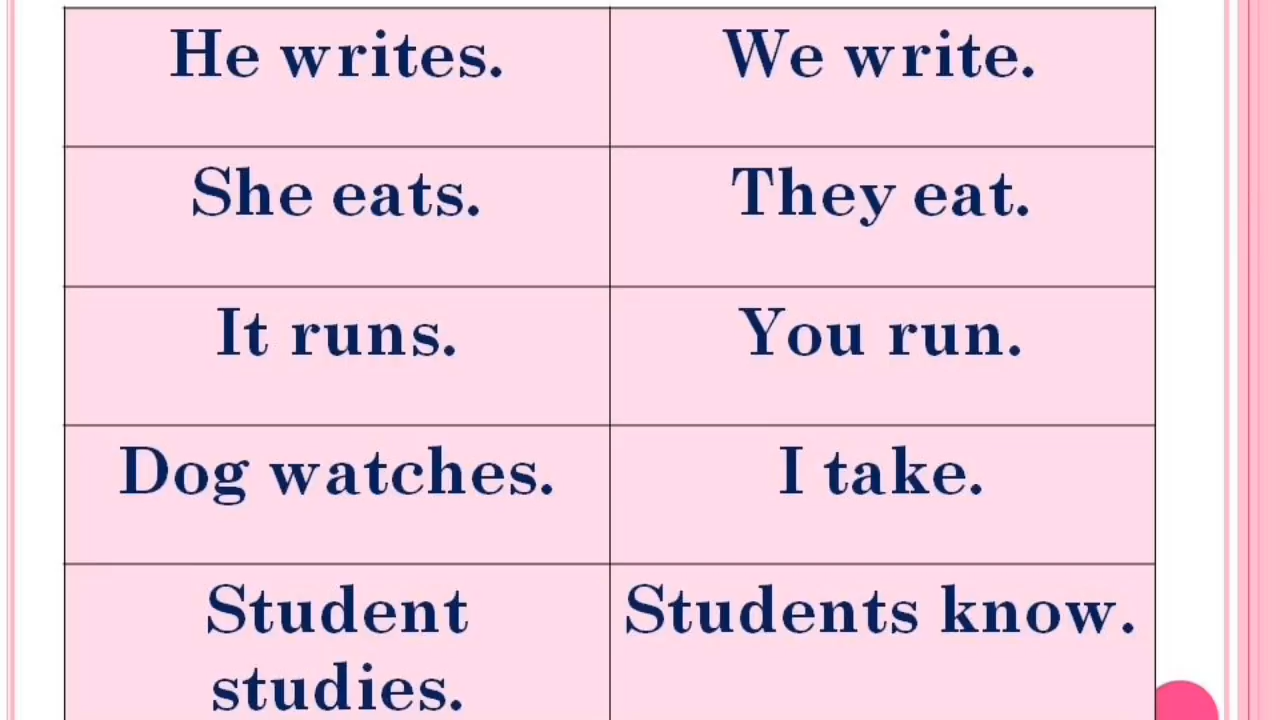 He writes.
We write.
She eats.
They eat.
It runs.
You run.
Dog watches.
I take.
Student
studies.
Students know.